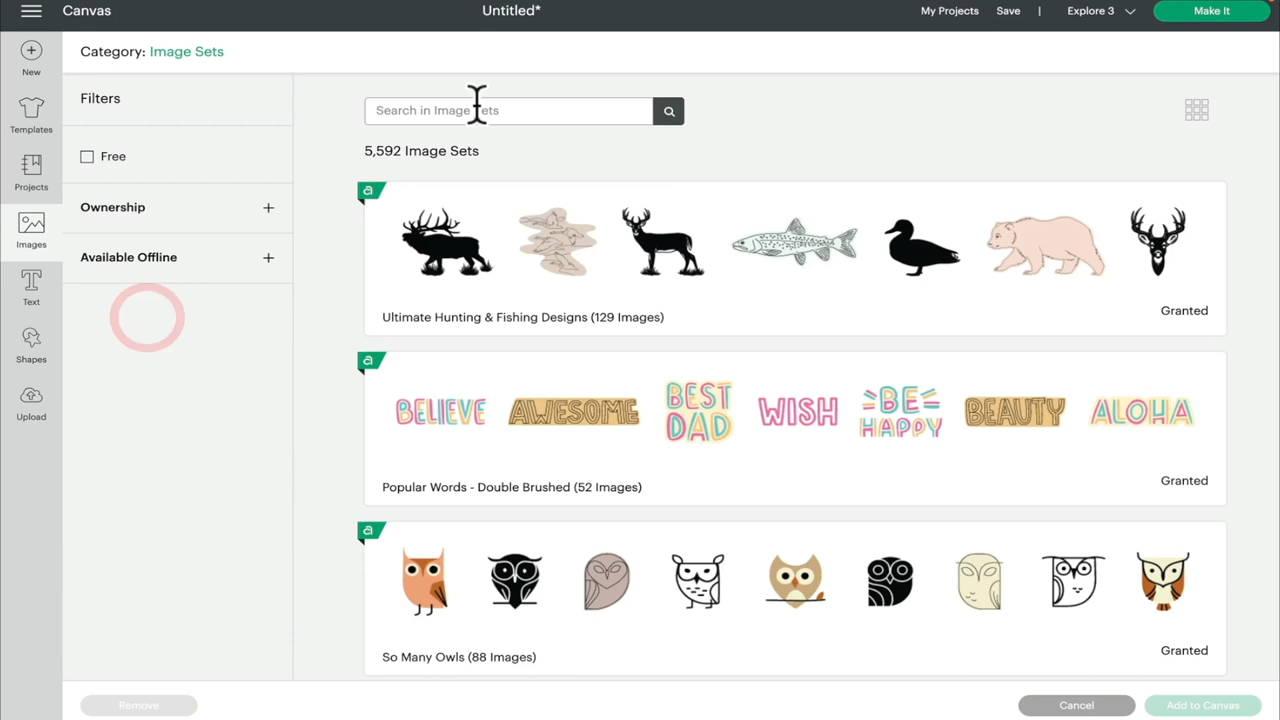 Canvas
Untitled*
My Projects
Save
|
Explore 3
Make It
New
Templates
Projects
Images
Text
Shapes
Upload
Category: Image Sets
Filters
Free
Ownership
Available Offline
Search in Image Sets
5,592 Image Sets
a
Ultimate Hunting & Fishing Designs (129 Images)
Granted
a
BELIEVE
AWESOME
BEST
DAD
WISH
BE
HAPPY
BEAUTY
ALOHA
Popular Words - Double Brushed (52 Images)
Granted
a
So Many Owls (88 Images)
Granted
Remove
Cancel
Add to Canvas